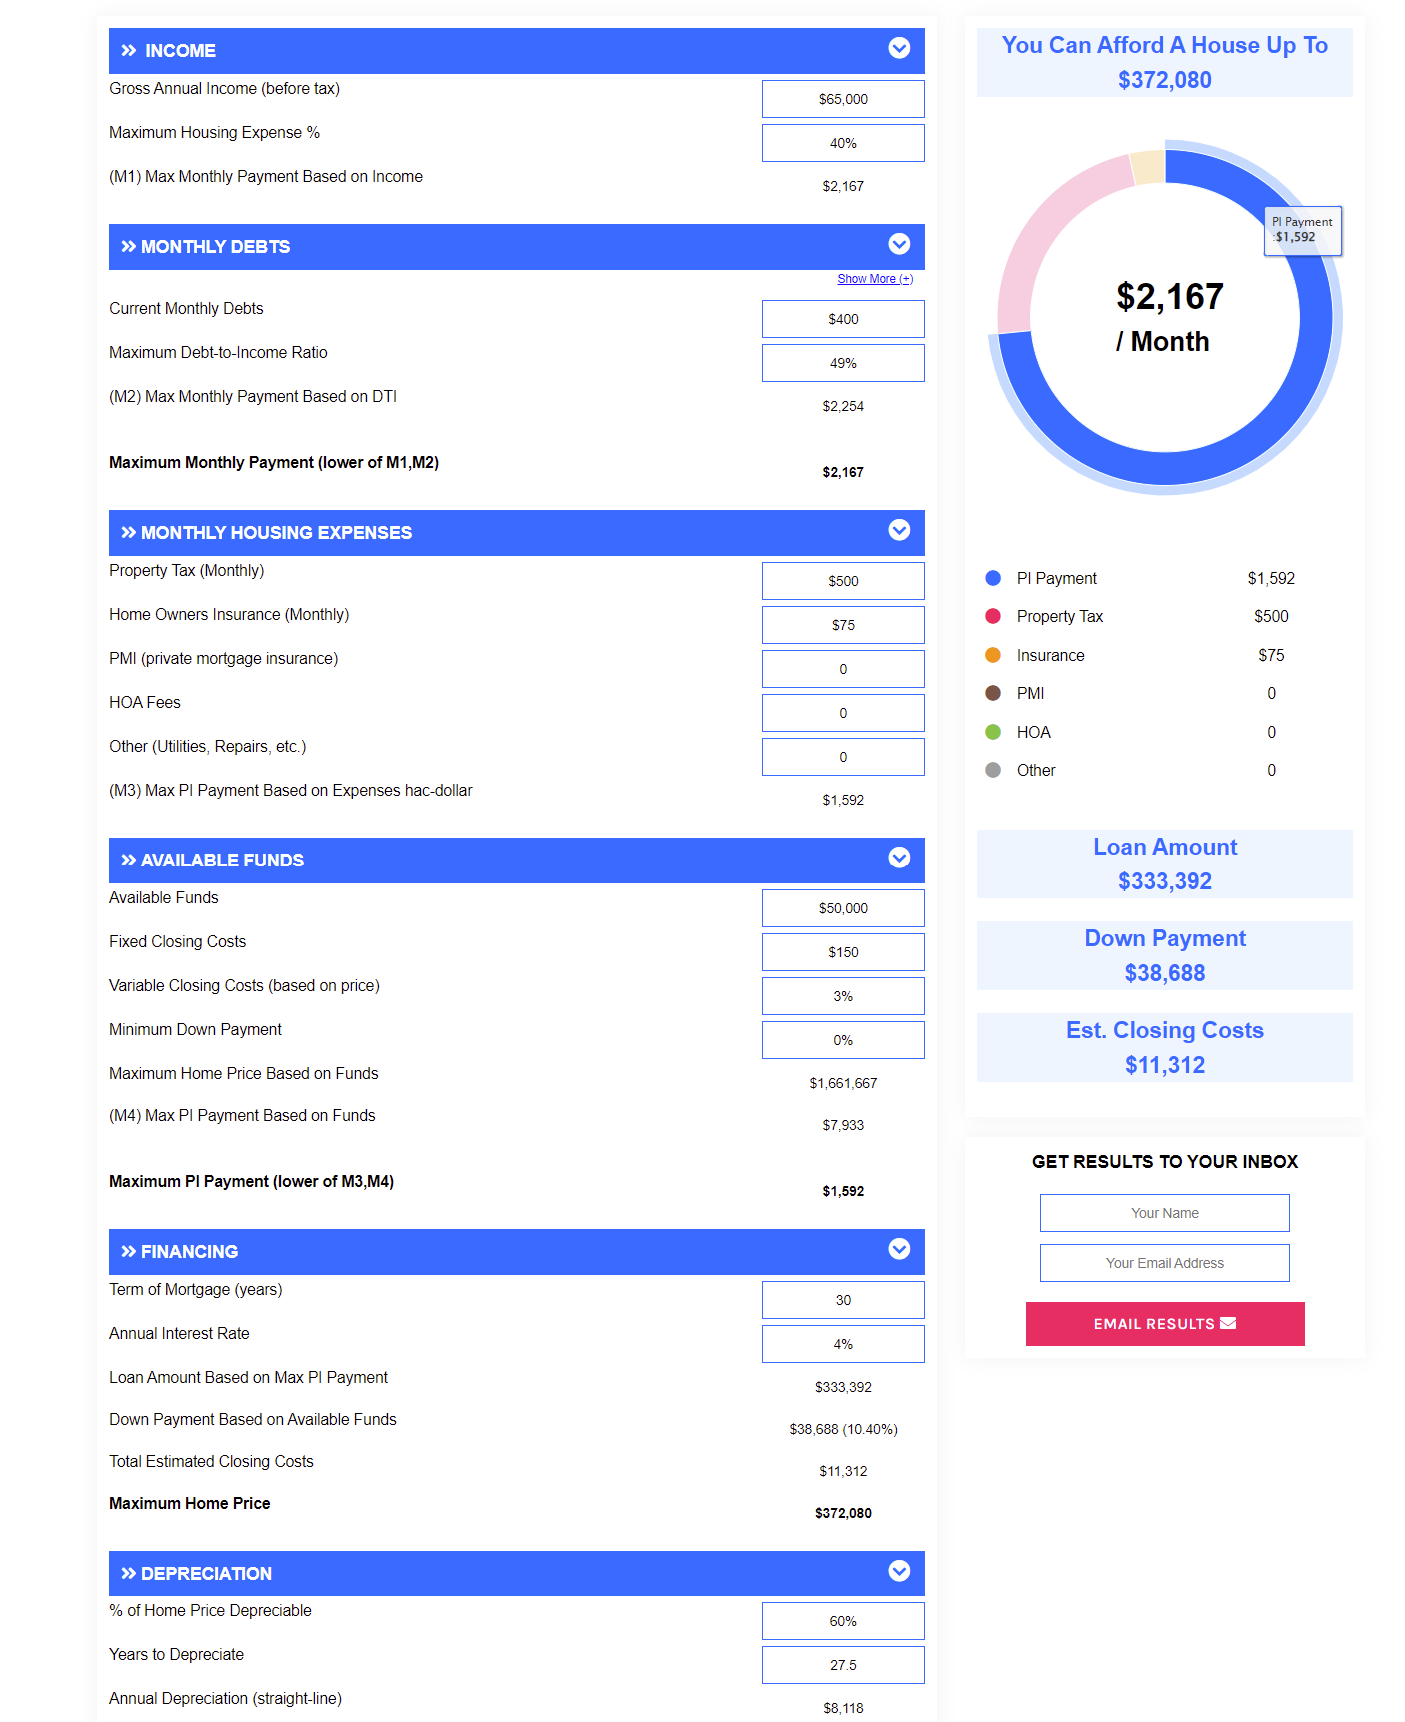 INCOME
Gross Annual Income (before tax) $65,000
Maximum Housing Expense % 40%
(M1) Max Monthly Payment Based on Income $2,167
MONTHLY DEBTS
Show More (+)
Current Monthly Debts $400
Maximum Debt-to-Income Ratio 49%
(M2) Max Monthly Payment Based on DTI $2,254
Maximum Monthly Payment (lower of M1,M2) $2,167
MONTHLY HOUSING EXPENSES
Property Tax (Monthly) $500
Home Owners Insurance (Monthly) $75
PMI (private mortgage insurance) 0
HOA Fees 0
Other (Utilities, Repairs, etc.) 0
(M3) Max PI Payment Based on Expenses hac-dollar $1,592
AVAILABLE FUNDS
Available Funds $50,000
Fixed Closing Costs $150
Variable Closing Costs (based on price) 3%
Minimum Down Payment 0%
Maximum Home Price Based on Funds $1,661,667
(M4) Max PI Payment Based on Funds $7,933
Maximum PI Payment (lower of M3,M4) $1,592
FINANCING
Term of Mortgage (years) 30
Annual Interest Rate 4%
Loan Amount Based on Max PI Payment $333,392
Down Payment Based on Available Funds $38,688 (10.40%)
Total Estimated Closing Costs $11,312
Maximum Home Price $372,080
DEPRECIATION
% of Home Price Depreciable 60%
Years to Depreciate 27.5
Annual Depreciation (straight-line) $8,118
You Can Afford A House Up To
$372,080
PI Payment
:$1,592
$2,167
/ Month
PI Payment $1,592
Property Tax $500
Insurance $75
PMI 0
HOA 0
Other 0
Loan Amount
$333,392
Down Payment
$38,688
Est. Closing Costs
$11,312
GET RESULTS TO YOUR INBOX
Your Name
Your Email Address
EMAIL RESULTS